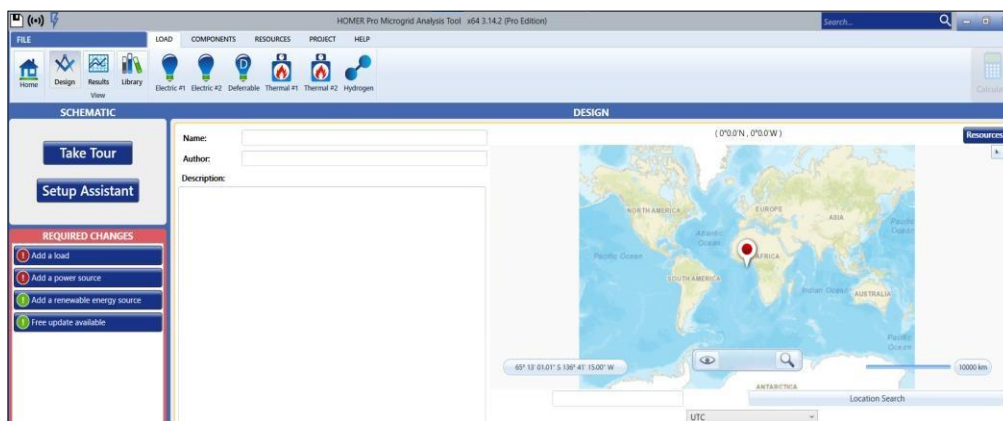 HOMER Pro Microgrid Analysis Tool x64 3.14.2 (Pro Edition)
Search...
FILE
LOAD COMPONENTS RESOURCES PROJECT HELP
Home Design Results Library
View
Electric #1 Electric #2 Deferrable Thermal #1 Thermal #2 Hydrogen
D
SCHEMATIC
DESIGN
Take Tour
Setup Assistant
REQUIRED CHANGES
Add a load
Add a power source
Add a renewable energy source
Free update available
Name:
Author:
Description:
( 0°0.0'N , 0°0.0'W )
Resources
NORTH AMERICA
EUROPE
ASIA
Atlantic
Ocean
Pacific Ocean
AFRICA
SOUTH AMERICA
Indian Ocean
AUSTRALIA
Pacific
Ocean
Pacific
Ocean
ANTARCTICA
65° 13' 01.01" S 136° 41' 15.00" W
10000 km
Location Search
UTC